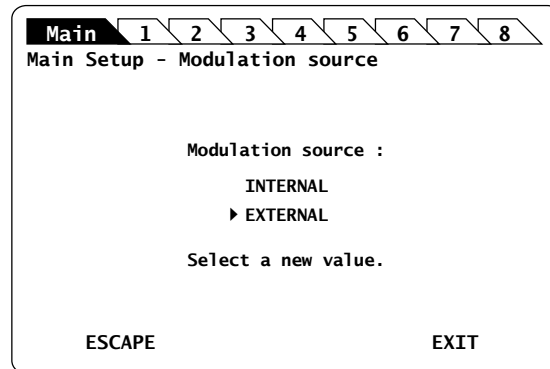 Main 1 2 3 4 5 6 7 8
Main Setup - Modulation source
Modulation source :
INTERNAL
EXTERNAL
Select a new value.
ESCAPE EXIT